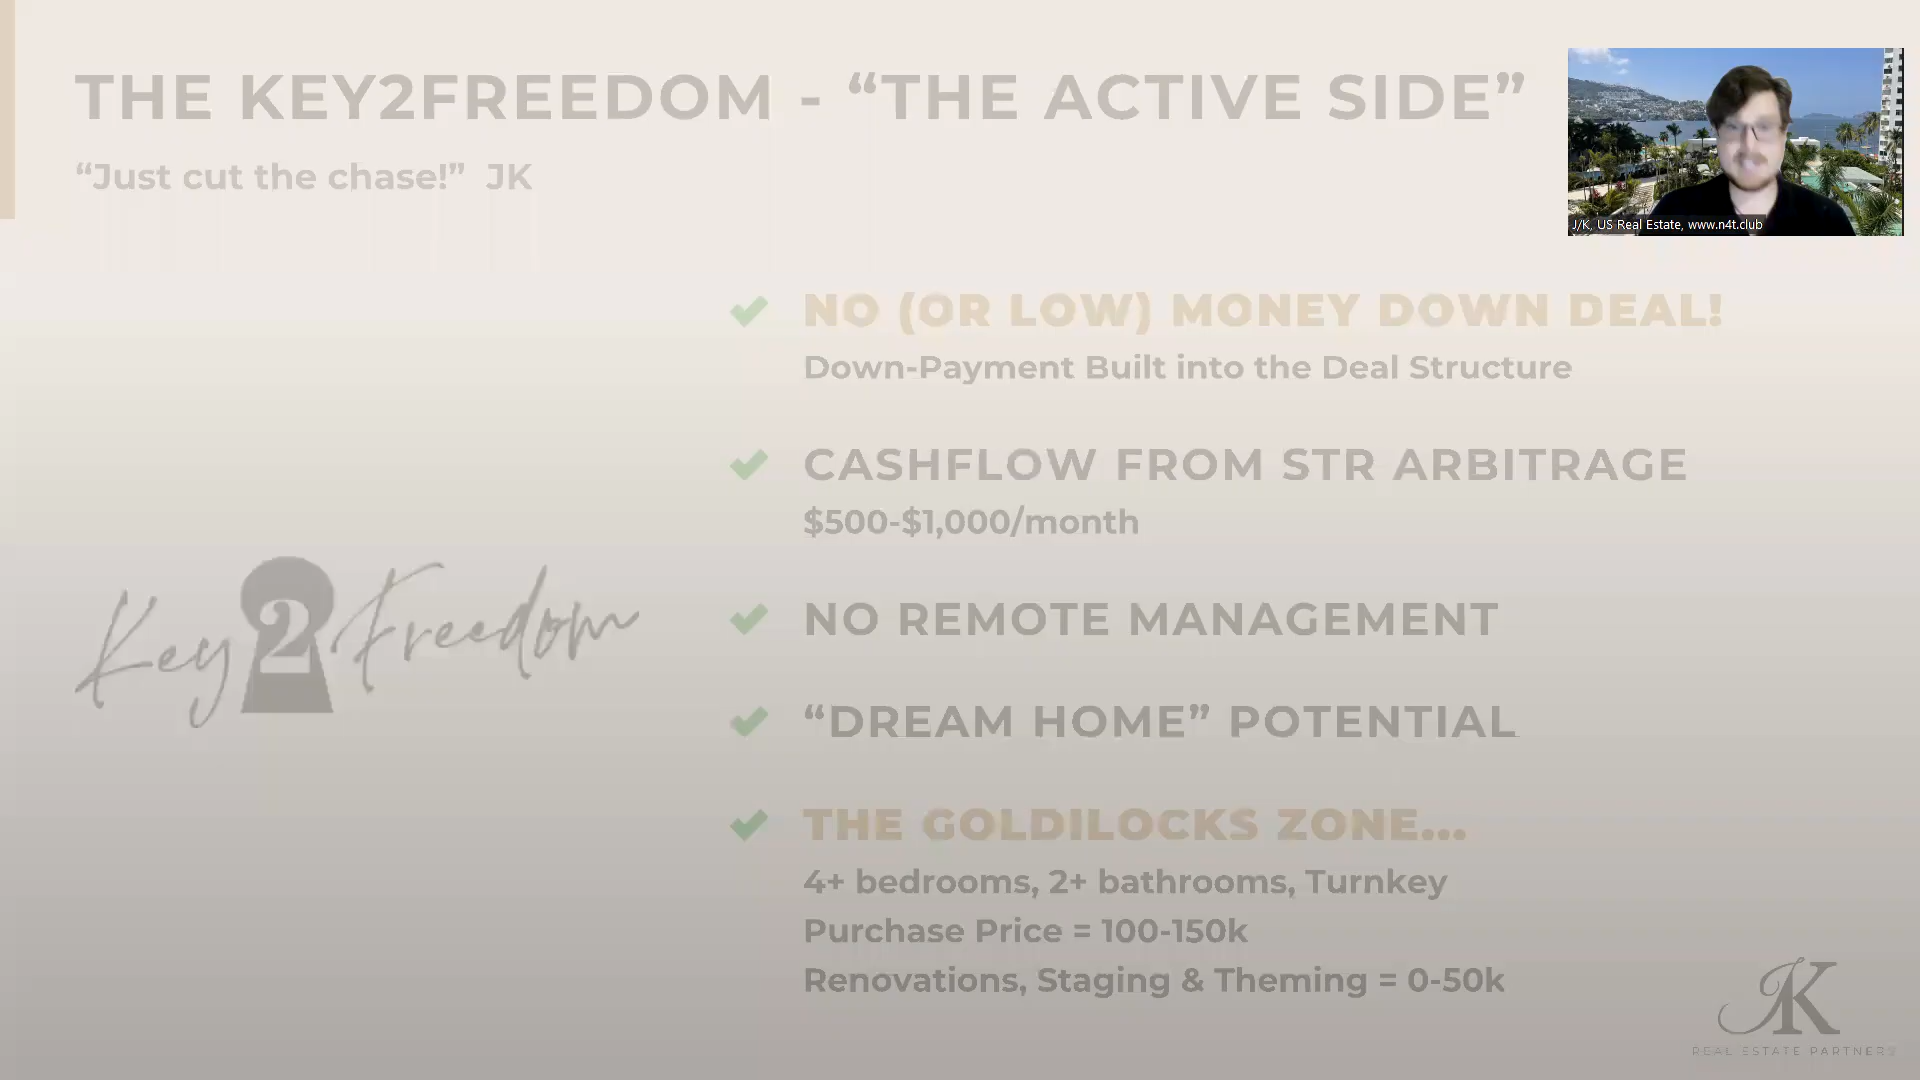 THE KEY2FREEDOM - “THE ACTIVE SIDE”
“Just cut the chase!” JK
J/K, US Real Estate, www.n4t.club
NO (OR LOW) MONEY DOWN DEAL!
Down-Payment Built into the Deal Structure
CASHFLOW FROM STR ARBITRAGE
$500-$1,000/month
NO REMOTE MANAGEMENT
“DREAM HOME” POTENTIAL
THE GOLDILOCKS ZONE...
4+ bedrooms, 2+ bathrooms, Turnkey
Purchase Price = 100-150k
Renovations, Staging & Theming = 0-50k
Key 2 Freedom
JK
REAL ESTATE PARTNERS